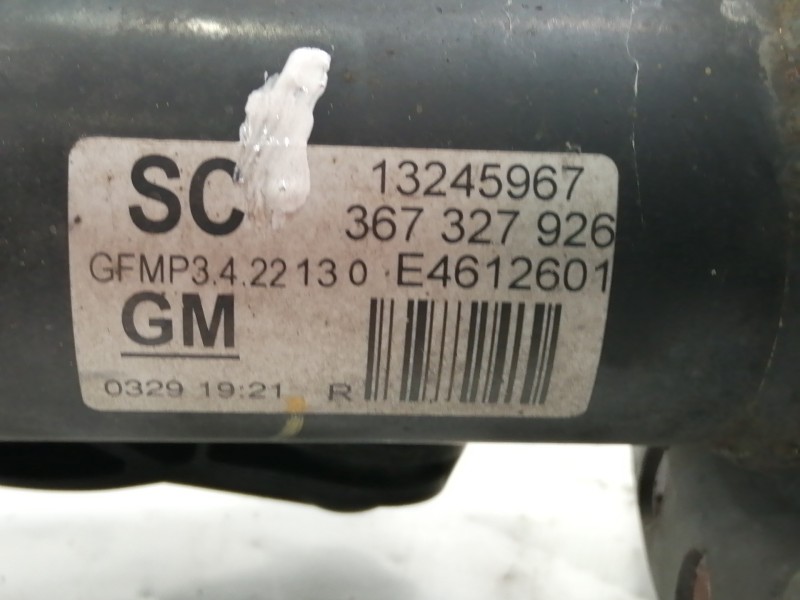 SC 13245967
367 327 926
GFMP3.4.22 13 0 E4612601
GM
0329 19:21 R